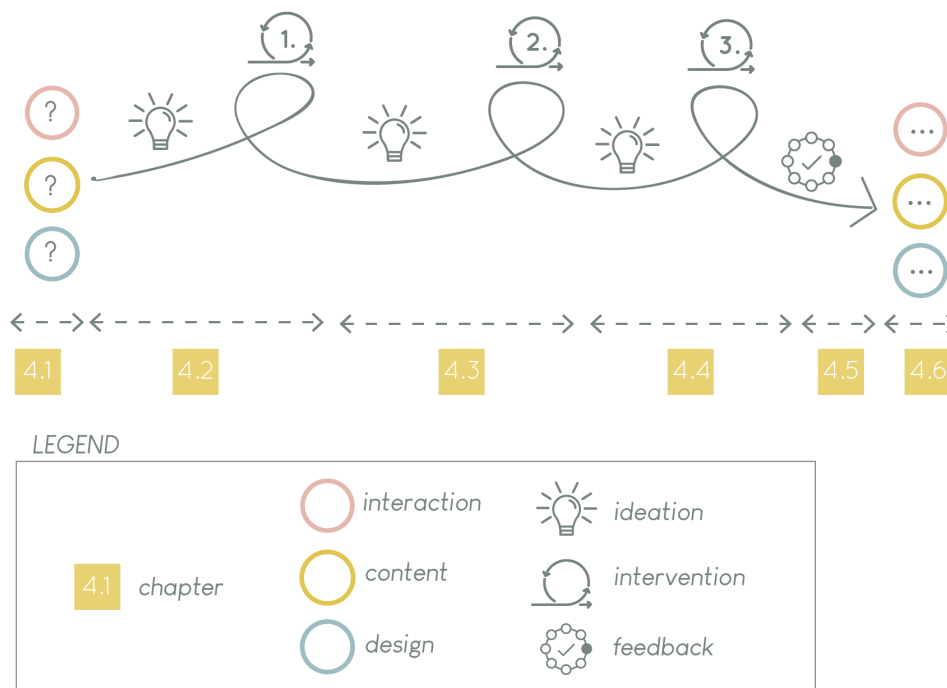 1.
2.
3.
?
?
?
...
...
...
4.1
4.2
4.3
4.4
4.5
4.6
LEGEND
interaction
ideation
4.1
chapter
content
intervention
design
feedback